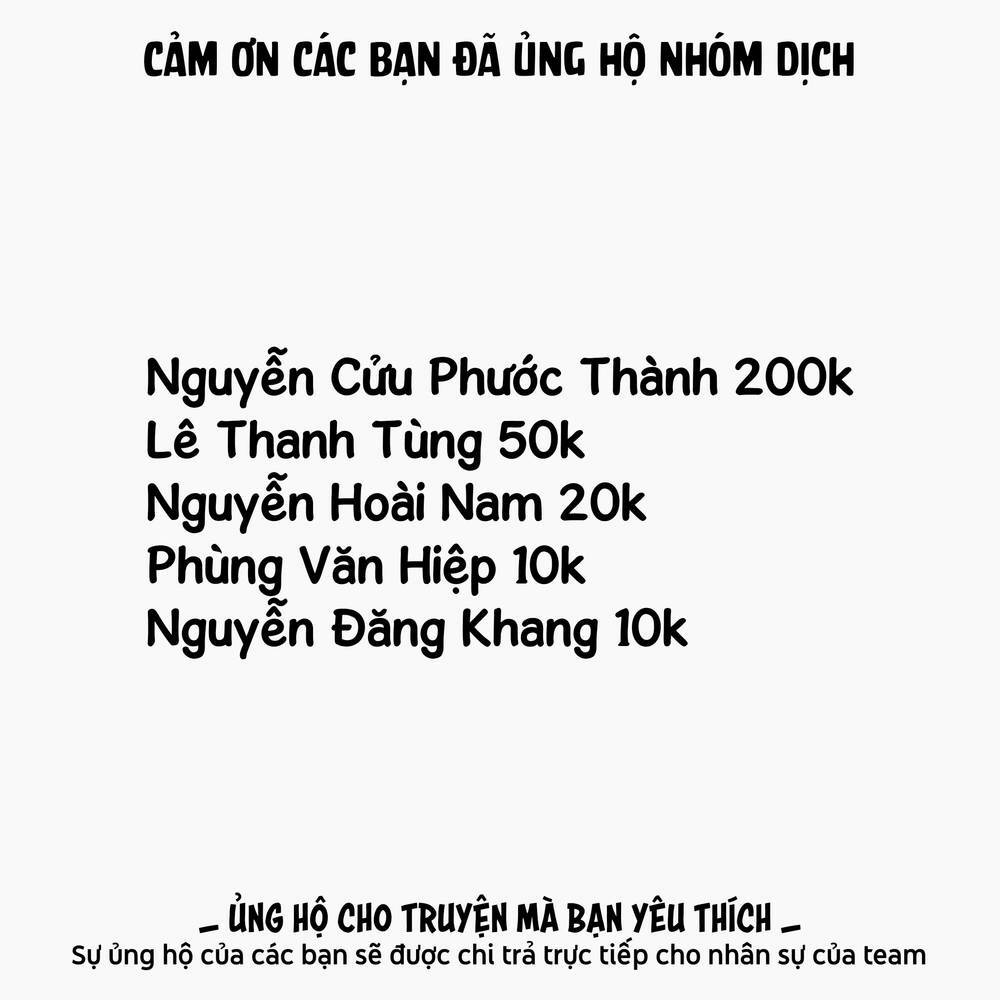 CẢM ƠN CÁC BẠN ĐÃ ỦNG HỘ NHÓM DỊCH
Nguyễn Cửu Phước Thành 200k
Lê Thanh Tùng 50k
Nguyễn Hoài Nam 20k
Phùng Văn Hiệp 10k
Nguyễn Đăng Khang 10k
_ ỦNG HỘ CHO TRUYỆN MÀ BẠN YÊU THÍCH _
Sự ủng hộ của các bạn sẽ được chi trả trực tiếp cho nhân sự của team